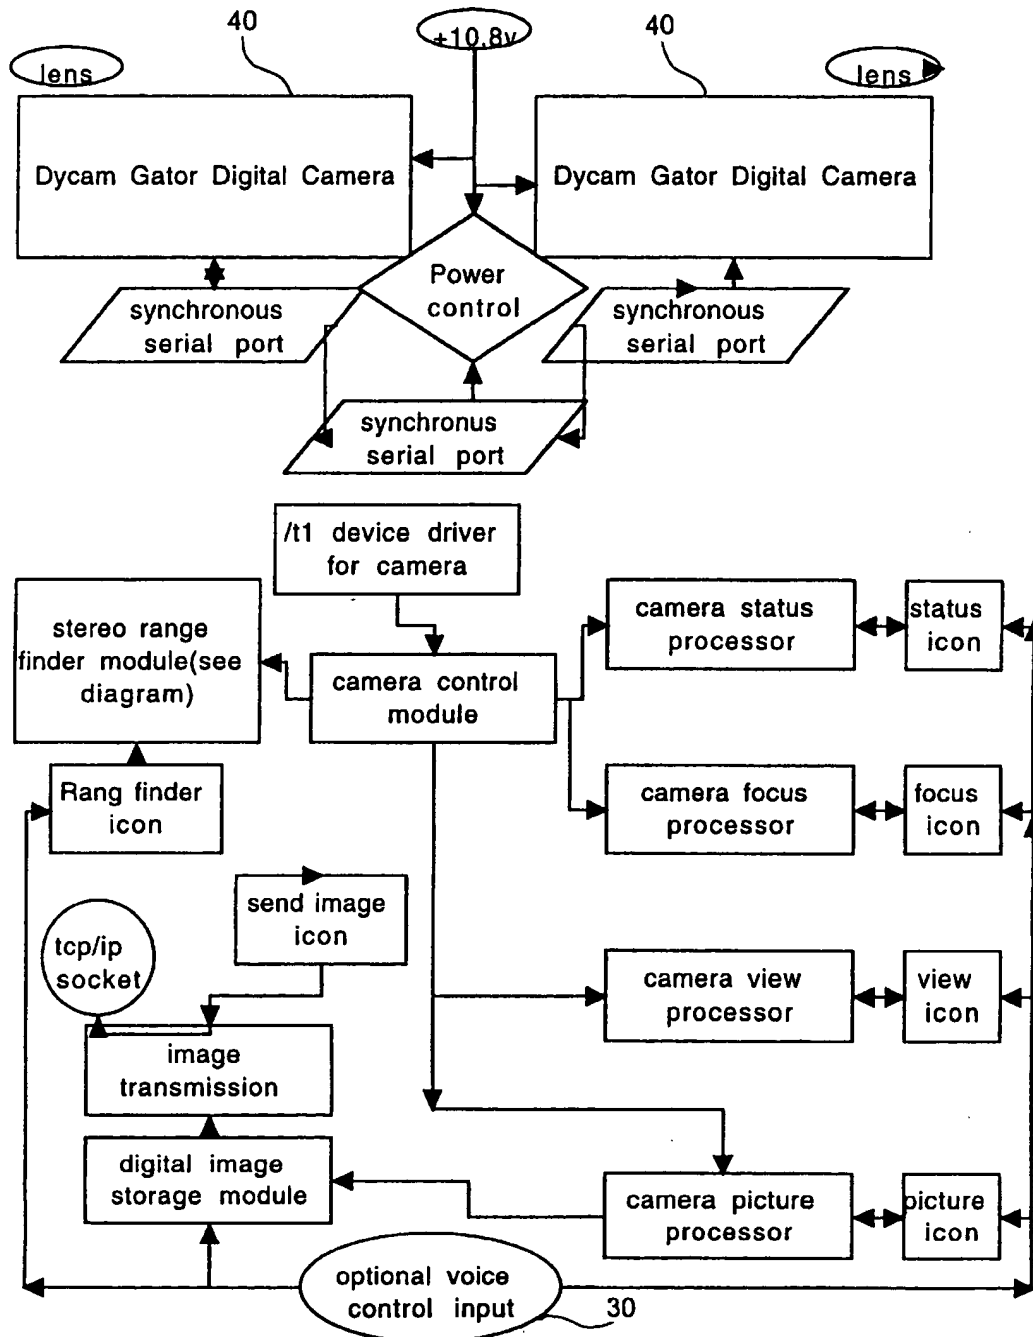 40
+10.8v
40
lens
lens
Dycam Gator Digital Camera
Dycam Gator Digital Camera
Power
control
synchronous
serial port
synchronous
serial port
synchronus
serial port
/t1 device driver
for camera
stereo range
finder module(see
diagram)
camera control
module
camera status
processor
status
icon
Rang finder
icon
camera focus
processor
focus
icon
send image
icon
tcp/ip
socket
camera view
processor
view
icon
image
transmission
digital image
storage module
camera picture
processor
picture
icon
optional voice
control input
30